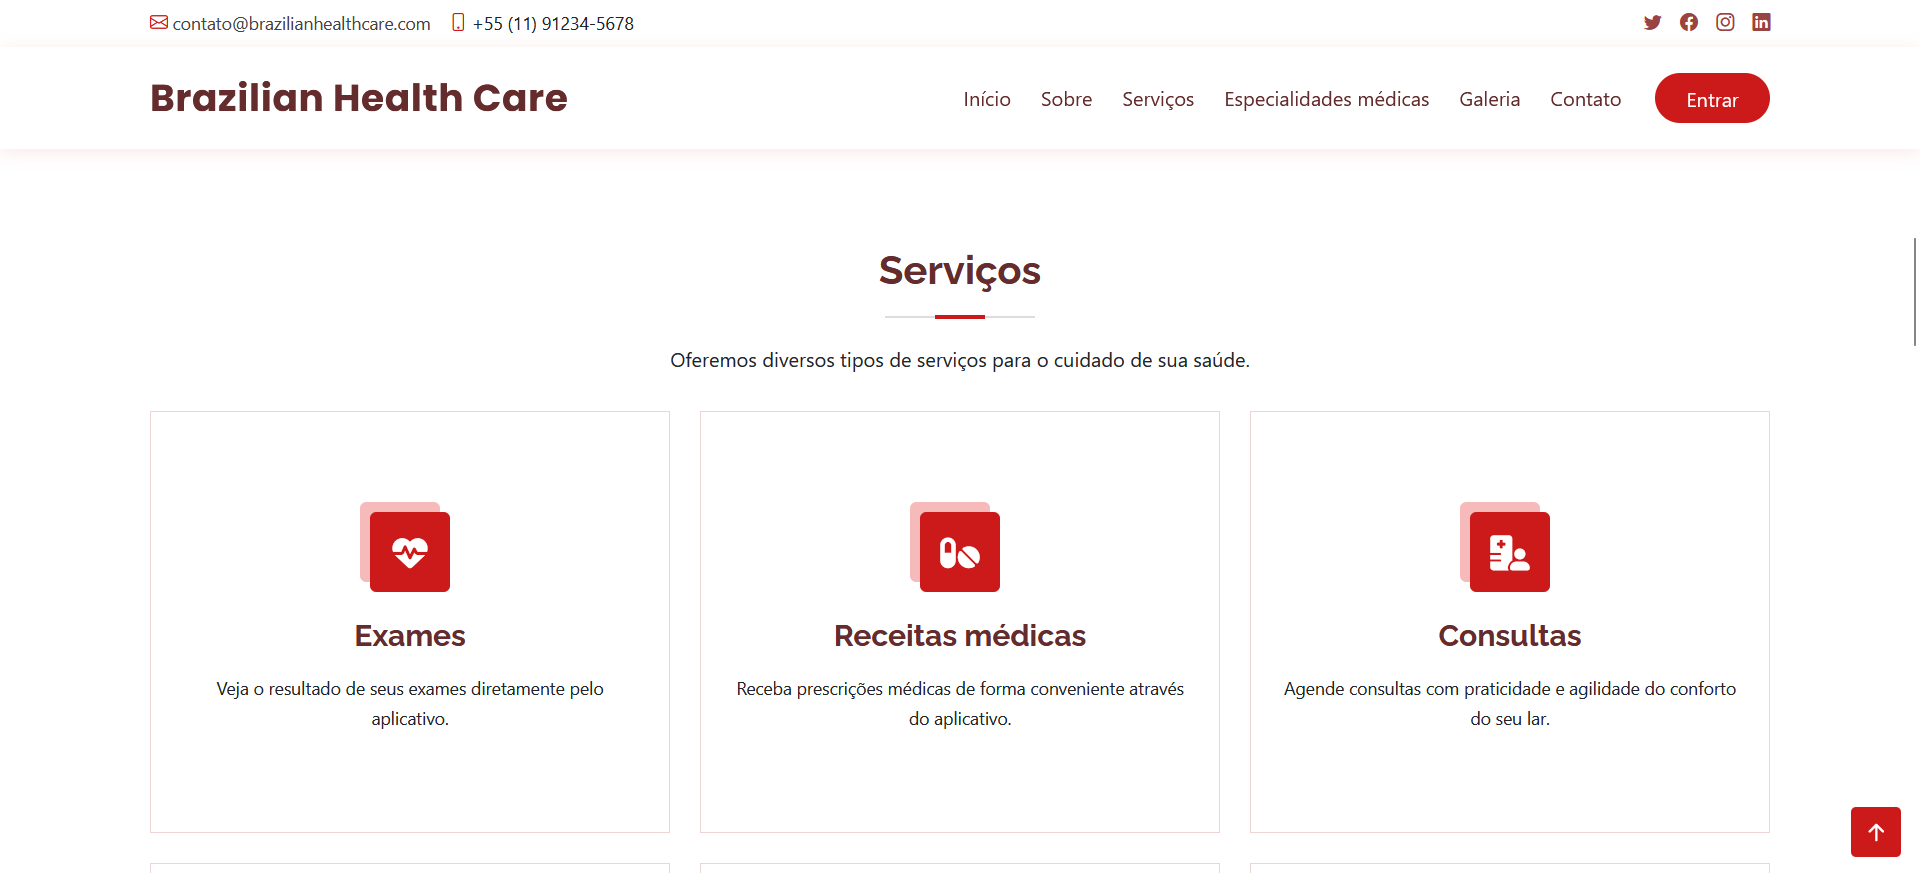 contato@brazilianhealthcare.com +55 (11) 91234-5678
Brazilian Health Care
Início Sobre Serviços Especialidades médicas Galeria Contato Entrar
Serviços
Oferemos diversos tipos de serviços para o cuidado de sua saúde.
Exames
Veja o resultado de seus exames diretamente pelo
aplicativo.
Receitas médicas
Receba prescrições médicas de forma conveniente através
do aplicativo.
Consultas
Agende consultas com praticidade e agilidade do conforto
do seu lar.